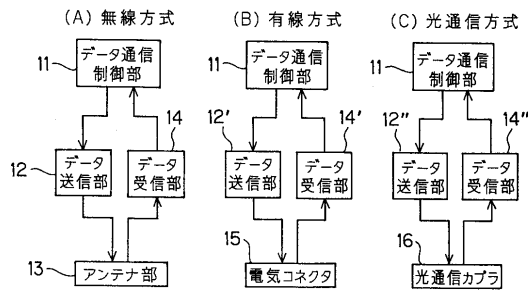 (A) 無線方式
11
データ通信
制御部
12
データ
送信部
14
データ
受信部
13
アンテナ部
(B) 有線方式
11
データ通信
制御部
12'
データ
送信部
14'
データ
受信部
15
電気コネクタ
(C) 光通信方式
11
データ通信
制御部
12"
データ
送信部
14"
データ
受信部
16
光通信カプラ